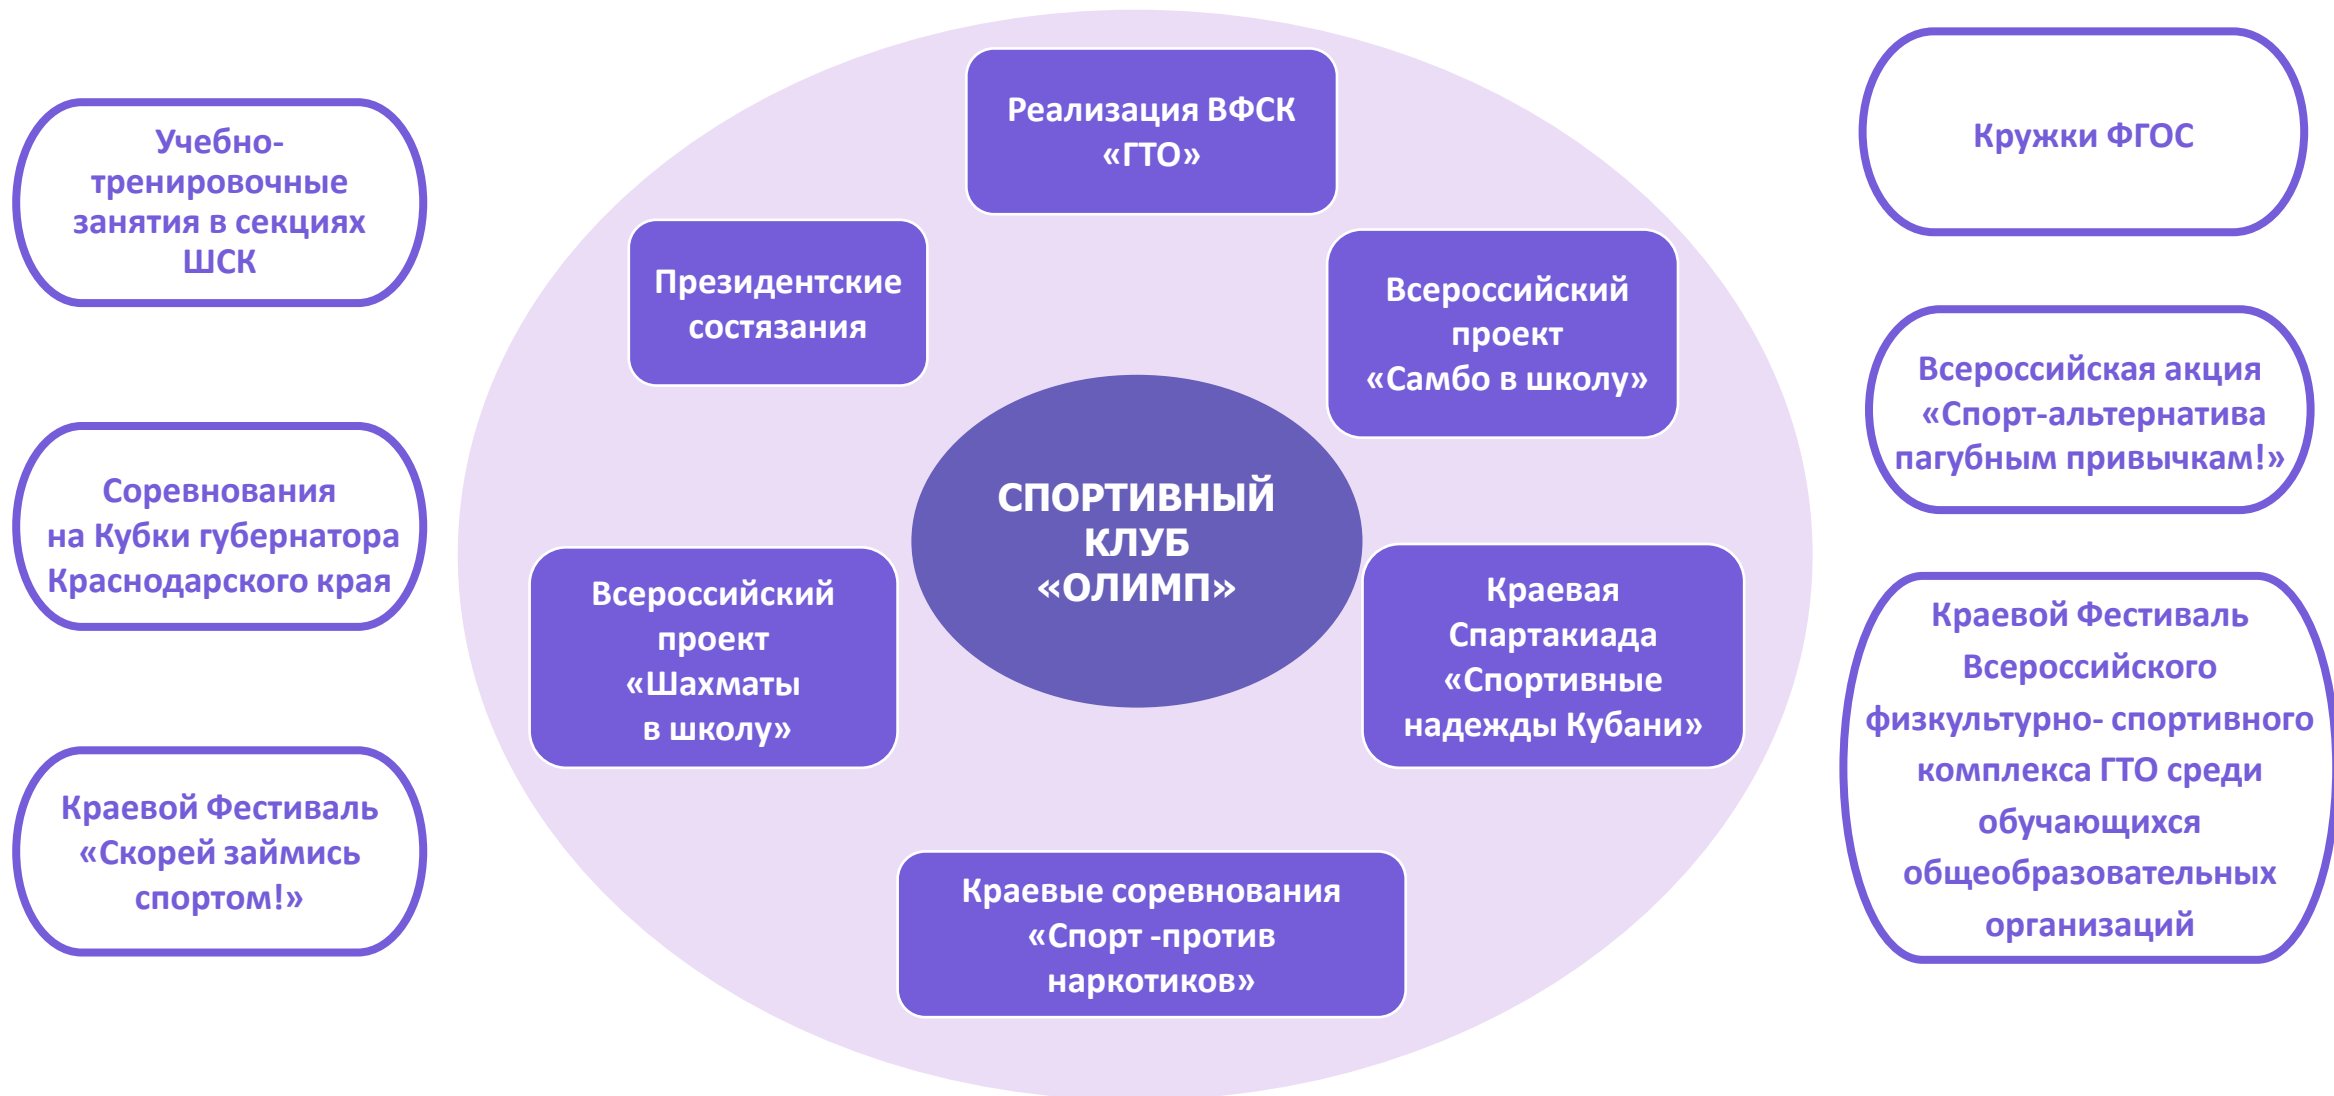 Учебно-
тренировочные
занятия в секциях
ШСК
Соревнования
на Кубки губернатора
Краснодарского края
Краевой Фестиваль
«Скорей займись
спортом!»
Реализация ВФСК
«ГТО»
Президентские
состязания
Всероссийский
проект
«Самбо в школу»
СПОРТИВНЫЙ
КЛУБ
«ОЛИМП»
Всероссийский
проект
«Шахматы
в школу»
Краевая
Спартакиада
«Спортивные
надежды Кубани»
Краевые соревнования
«Спорт -против
наркотиков»
Кружки ФГОС
Всероссийская акция
«Спорт-альтернатива
пагубным привычкам!»
Краевой Фестиваль
Всероссийского
физкультурно- спортивного
комплекса ГТО среди
обучающихся
общеобразовательных
организаций